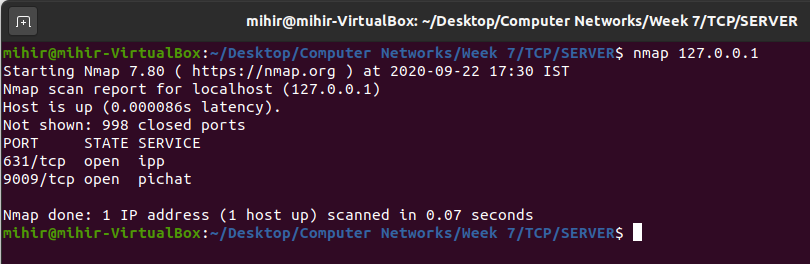 mihir@mihir-VirtualBox: ~/Desktop/Computer Networks/Week 7/TCP/SERVER
mihir@mihir-VirtualBox:~/Desktop/Computer Networks/Week 7/TCP/SERVER$ nmap 127.0.0.1
Starting Nmap 7.80 ( https://nmap.org ) at 2020-09-22 17:30 IST
Nmap scan report for localhost (127.0.0.1)
Host is up (0.000086s latency).
Not shown: 998 closed ports
PORT     STATE SERVICE
631/tcp  open  ipp
9009/tcp open  pichat
Nmap done: 1 IP address (1 host up) scanned in 0.07 seconds
mihir@mihir-VirtualBox:~/Desktop/Computer Networks/Week 7/TCP/SERVER$